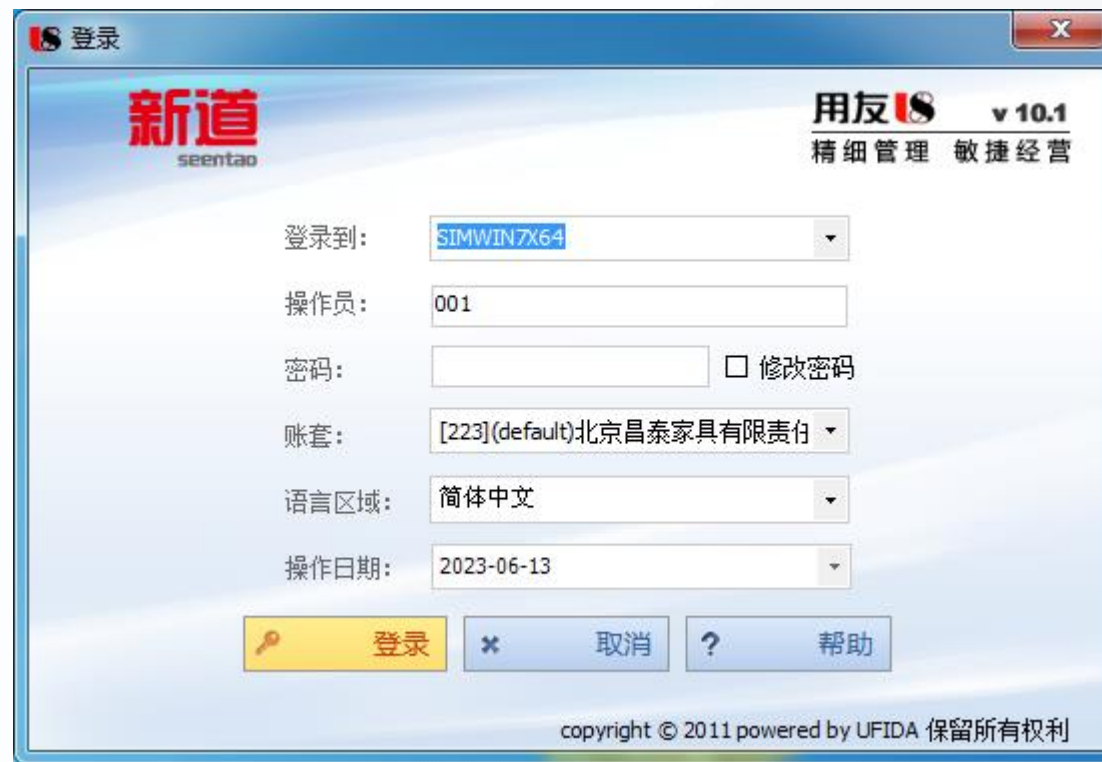 U8 登录
新道
seentao
用友U8 v 10.1
精细管理 敏捷经营
登录到: SIMWIN7X64
操作员: 001
密码: 修改密码
账套: [223](default)北京昌泰家具有限责任
语言区域: 简体中文
操作日期: 2023-06-13
登录 取消 ? 帮助
copyright © 2011 powered by UFIDA 保留所有权利